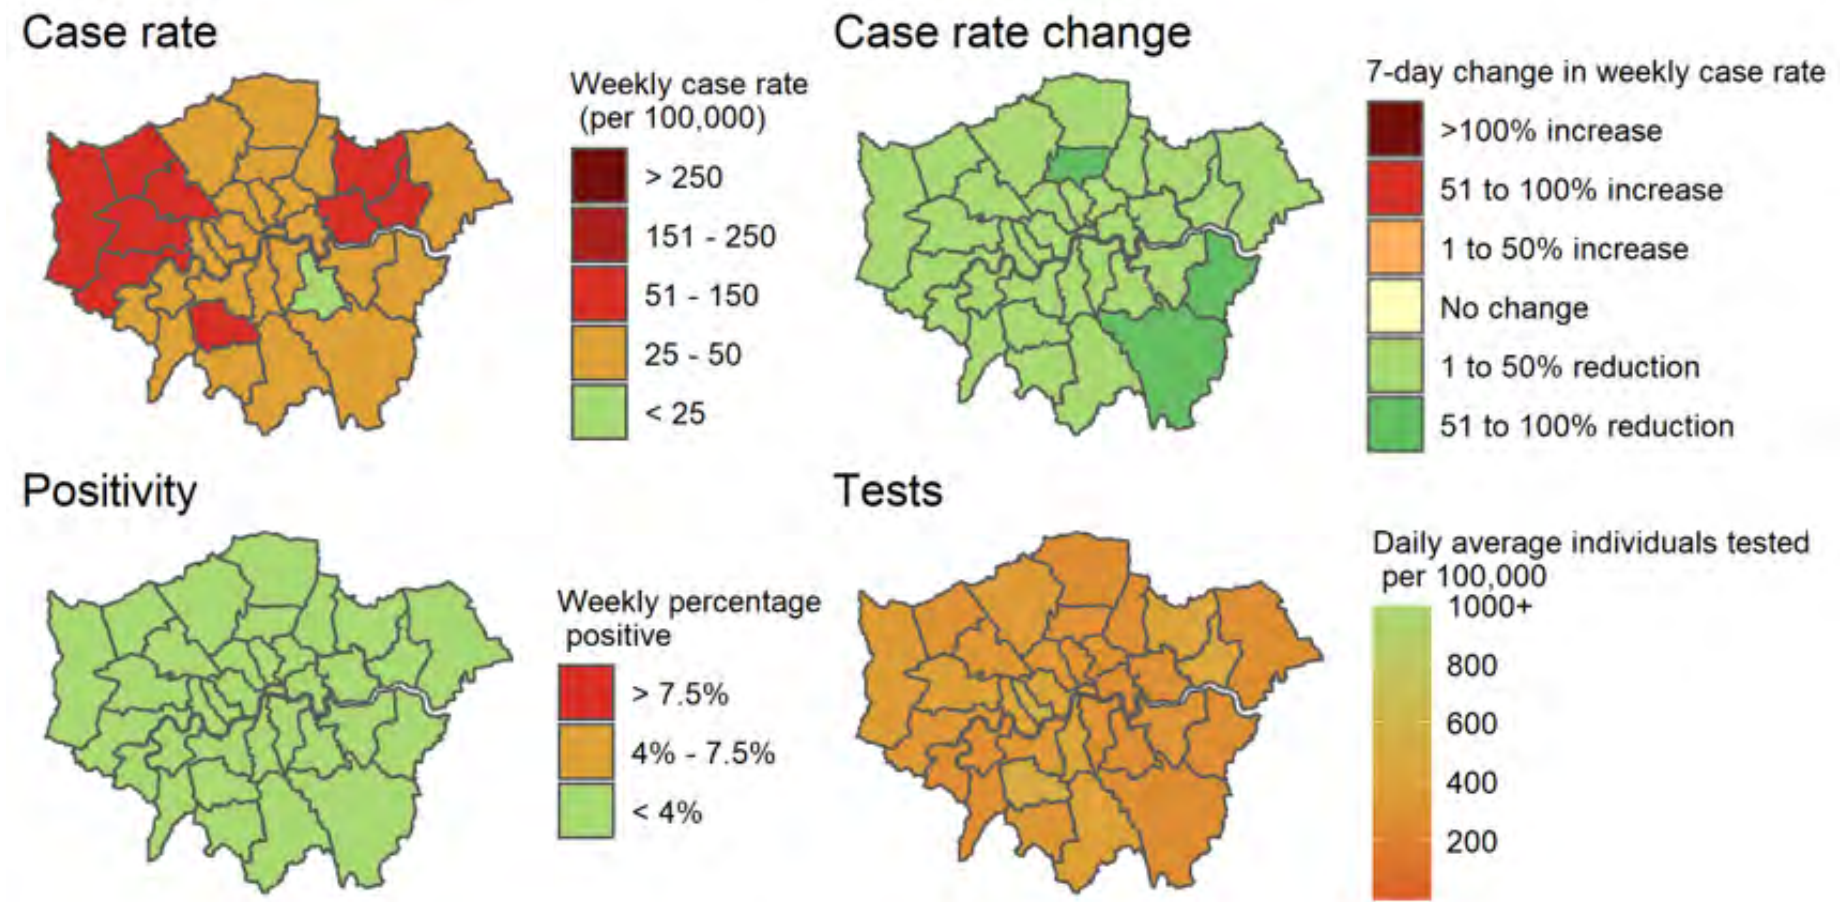 Case rate
Weekly case rate
(per 100,000)
> 250
151 - 250
51 - 150
25 - 50
< 25
Case rate change
7-day change in weekly case rate
>100% increase
51 to 100% increase
1 to 50% increase
No change
1 to 50% reduction
51 to 100% reduction
Positivity
Weekly percentage
positive
> 7.5%
4% - 7.5%
< 4%
Tests
Daily average individuals tested
per 100,000
1000+
800
600
400
200